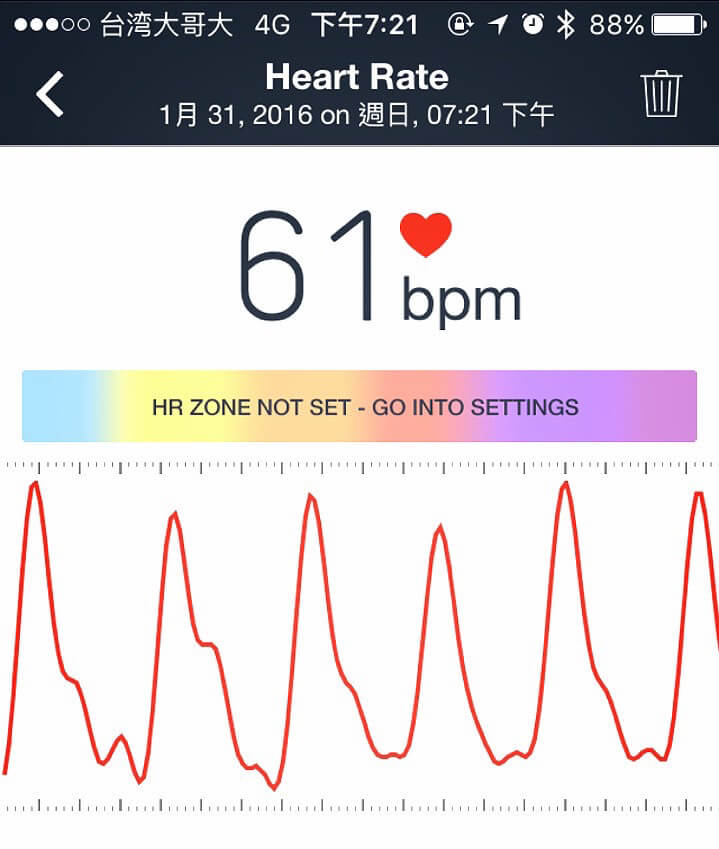 台湾大哥大 4G 下午7:21 88%
Heart Rate
1月 31, 2016 on 週日, 07:21 下午
61 bpm
HR ZONE NOT SET - GO INTO SETTINGS